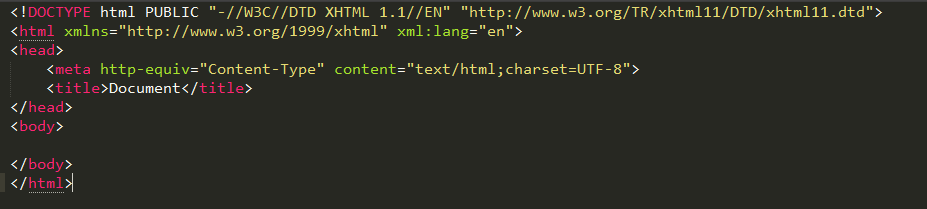 <!DOCTYPE html PUBLIC "-//W3C//DTD XHTML 1.1//EN" "http://www.w3.org/TR/xhtml11/DTD/xhtml11.dtd">
<html xmlns="http://www.w3.org/1999/xhtml" xml:lang="en">
<head>
    <meta http-equiv="Content-Type" content="text/html;charset=UTF-8">
    <title>Document</title>
</head>
<body>

</body>
</html>